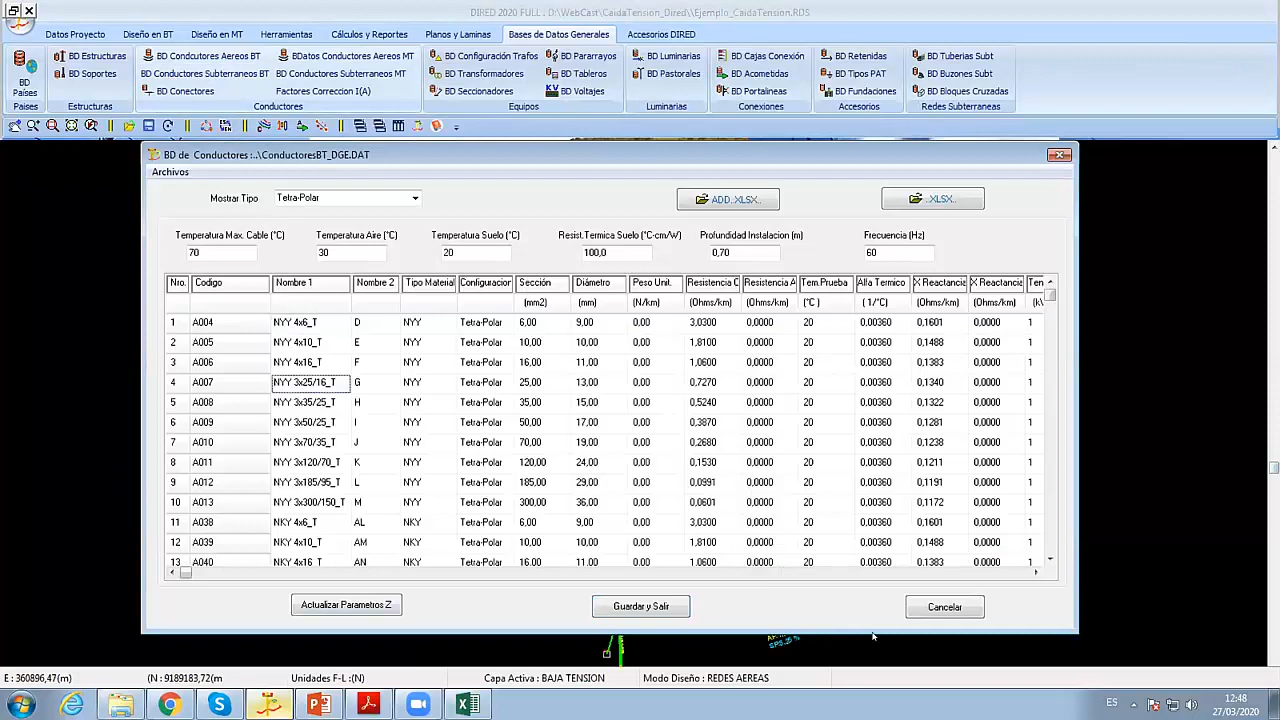 DIRED 2020 FULL . D:\WebCast\CaidaTension_Dired\\Ejemplo_CaidaTension.RDS
Datos Proyecto Diseño en BT Diseño en MT Herramientas Cálculos y Reportes Planos y Laminas Bases de Datos Generales Accesorios DIRED
BD Países
Paises
BD Estructuras
BD Soportes
Estructuras
BD Condcutores Aereos BT
BD Conductores Subterraneos BT
BD Conectores
BDatos Conductores Aereos MT
BD Conductores Subterraneos MT
Factores Correccion I(A)
Conductores
BD Configuración Trafos
BD Transformadores
BD Seccionadores
BD Pararrayos
BD Tableros
KV BD Voltajes
Equipos
BD Luminarias
BD Pastorales
Luminarias
BD Cajas Conexión
BD Acometidas
BD Portalineas
Conexiones
BD Retenidas
BD Tipos PAT
BD Fundaciones
Accesorios
BD Tuberias Subt
BD Buzones Subt
BD Bloques Cruzadas
Redes Subterraneas
BD de Conductores :..\ConductoresBT_DGE.DAT
Archivos
Mostrar Tipo Tetra-Polar ADD..XLSX.. ..XLSX..
Temperatura Max. Cable (°C) Temperatura Aire (°C) Temperatura Suelo (°C) Resist.Termica Suelo (°C-cm/W) Profundidad Instalacion (m) Frecuencia (Hz)
70 30 20 100,0 0,70 60
Nro. Codigo Nombre 1 Nombre 2 Tipo Material Configuracion Sección Diámetro Peso Unit. Resistencia C Resistencia A Tem.Prueba Alfa Termico X Reactancia X Reactancia Ten
(mm2) (mm) (N/km) (Ohms/km) (Ohms/km) (°C ) ( 1/°C) (Ohms/km) (Ohms/km) (kV
1 A004 NYY 4x6_T D NYY Tetra-Polar 6,00 9,00 0.00 3,0300 0,0000 20 0.00360 0,1601 0,0000 1
2 A005 NYY 4x10_T E NYY Tetra-Polar 10,00 10,00 0.00 1,8100 0,0000 20 0.00360 0,1488 0,0000 1
3 A006 NYY 4x16_T F NYY Tetra-Polar 16,00 11,00 0.00 1,0600 0,0000 20 0.00360 0,1383 0,0000 1
4 A007 NYY 3x25/16_T G NYY Tetra-Polar 25,00 13,00 0.00 0,7270 0,0000 20 0.00360 0,1340 0,0000 1
5 A008 NYY 3x35/25_T H NYY Tetra-Polar 35,00 15,00 0.00 0,5240 0,0000 20 0.00360 0,1322 0,0000 1
6 A009 NYY 3x50/25_T I NYY Tetra-Polar 50,00 17,00 0.00 0,3870 0,0000 20 0.00360 0,1281 0,0000 1
7 A010 NYY 3x70/35_T J NYY Tetra-Polar 70,00 19,00 0.00 0,2680 0,0000 20 0.00360 0,1238 0,0000 1
8 A011 NYY 3x120/70_T K NYY Tetra-Polar 120,00 24,00 0.00 0,1530 0,0000 20 0.00360 0,1211 0,0000 1
9 A012 NYY 3x185/95_T L NYY Tetra-Polar 185,00 29,00 0.00 0,0991 0,0000 20 0.00360 0,1191 0,0000 1
10 A013 NYY 3x300/150_T M NYY Tetra-Polar 300,00 36,00 0.00 0,0601 0,0000 20 0.00360 0,1172 0,0000 1
11 A038 NKY 4x6_T AL NKY Tetra-Polar 6,00 9,00 0.00 3,0300 0,0000 20 0.00360 0,1601 0,0000 1
12 A039 NKY 4x10_T AM NKY Tetra-Polar 10,00 10,00 0.00 1,8100 0,0000 20 0.00360 0,1488 0,0000 1
13 A040 NKY 4x16_T AN NKY Tetra-Polar 16,00 11,00 0.00 1,0600 0,0000 20 0.00360 0,1383 0,0000 1
Actualizar Parametros Z Guardar y Salir Cancelar
E : 360896,47(m) (N : 9189183,72(m Unidades F-L :(N) Capa Activa : BAJA TENSION Modo Diseño : REDES AEREAS
ES 12:48
27/03/2020